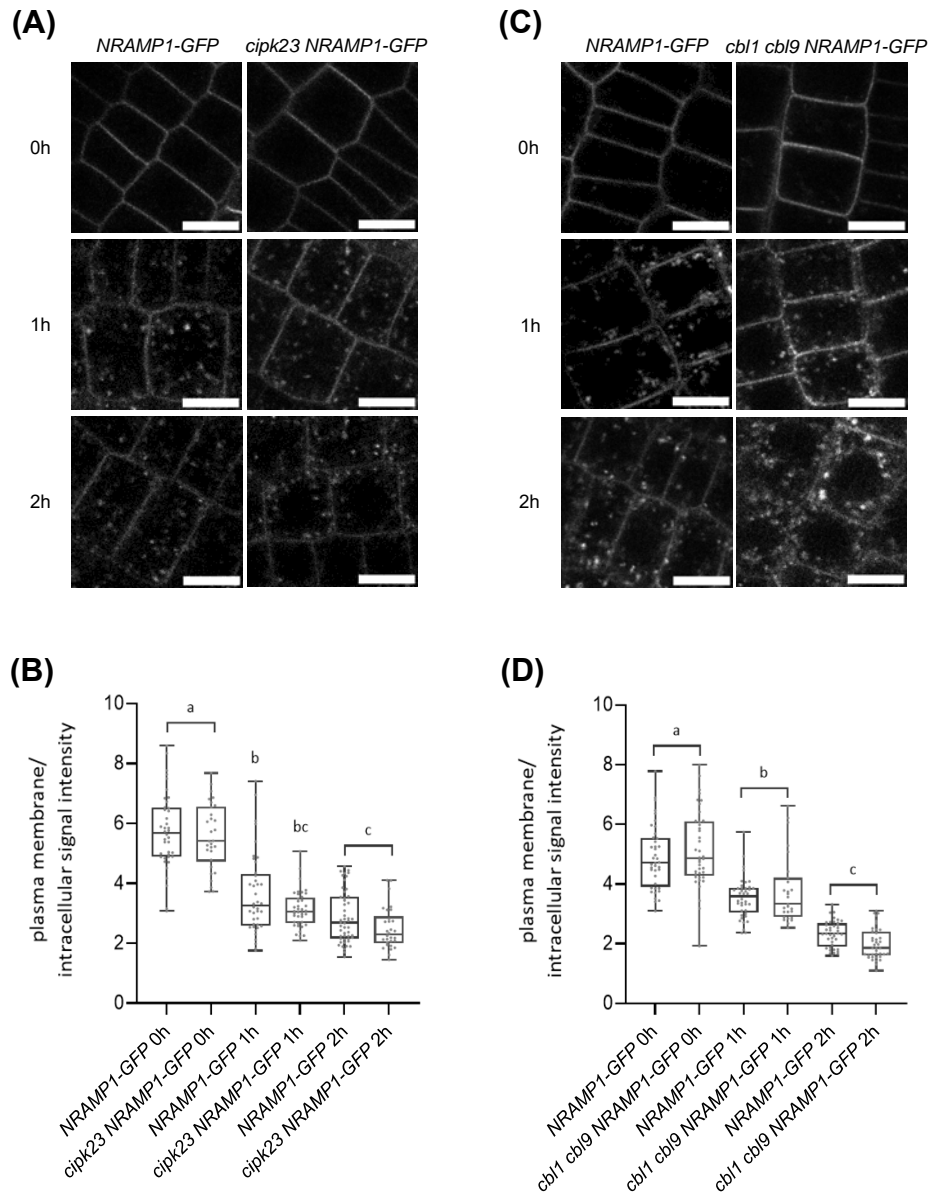 (A)
NRAMP1-GFP cipk23 NRAMP1-GFP
0h
1h
2h
(C)
NRAMP1-GFP cbl1 cbl9 NRAMP1-GFP
0h
1h
2h
(B)
plasma membrane/
intracellular signal intensity
10
8
6
4
2
0
a
b
bc
c
NRAMP1-GFP 0h
cipk23 NRAMP1-GFP 0h
NRAMP1-GFP 1h
cipk23 NRAMP1-GFP 1h
NRAMP1-GFP 2h
cipk23 NRAMP1-GFP 2h
(D)
plasma membrane/
intracellular signal intensity
10
8
6
4
2
0
a
b
c
NRAMP1-GFP 0h
cbl1 cbl9 NRAMP1-GFP 0h
NRAMP1-GFP 1h
cbl1 cbl9 NRAMP1-GFP 1h
NRAMP1-GFP 2h
cbl1 cbl9 NRAMP1-GFP 2h